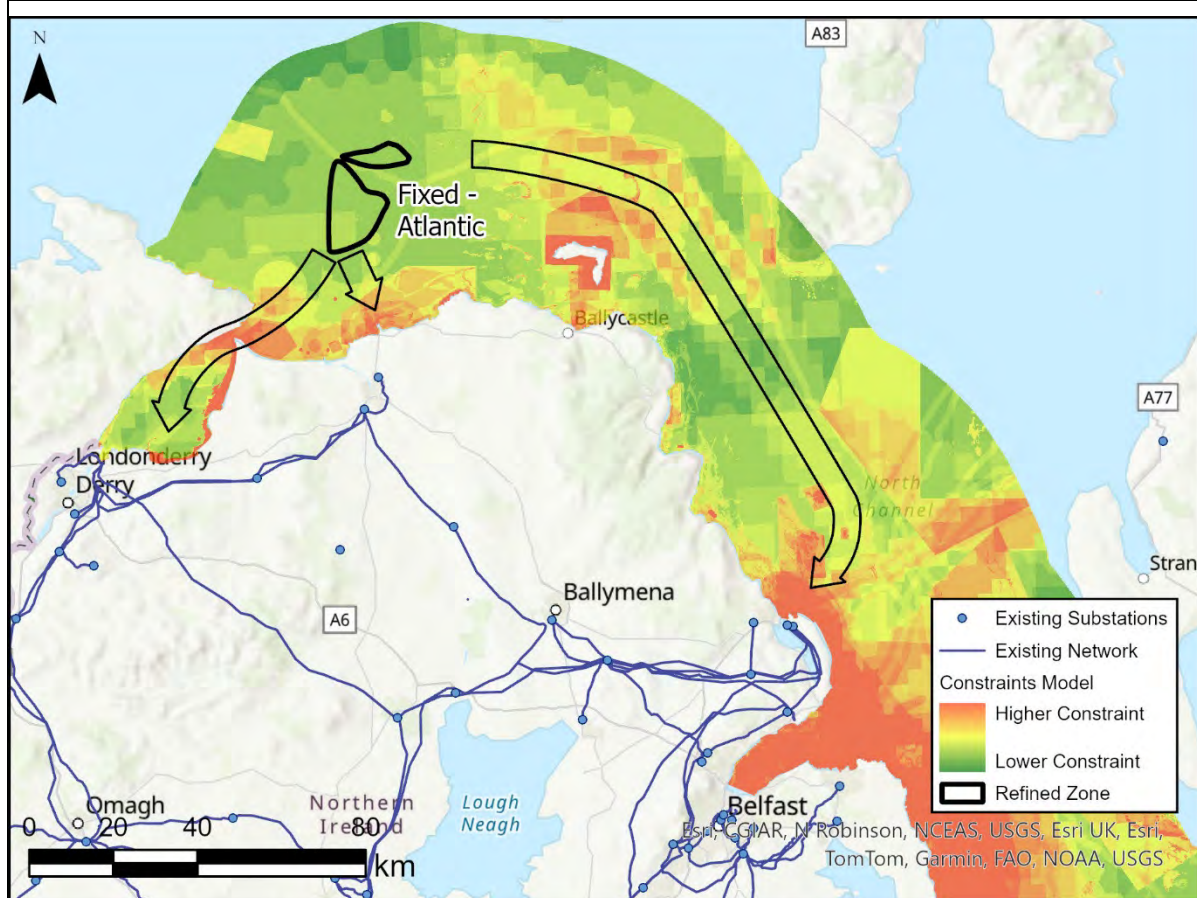 N
A83
Fixed -
Atlantic
Ballycastle
A77
Londonderry
Derry
North
Channel
Stran
Ballymena
A6
Existing Substations
Existing Network
Constraints Model
Higher Constraint
Lower Constraint
Refined Zone
Omagh
Northern
Ireland
Lough
Neagh
Belfast
0 20 40 80
km
Esri, CGIAR, N Robinson, NCEAS, USGS, Esri UK, Esri,
TomTom, Garmin, FAO, NOAA, USGS